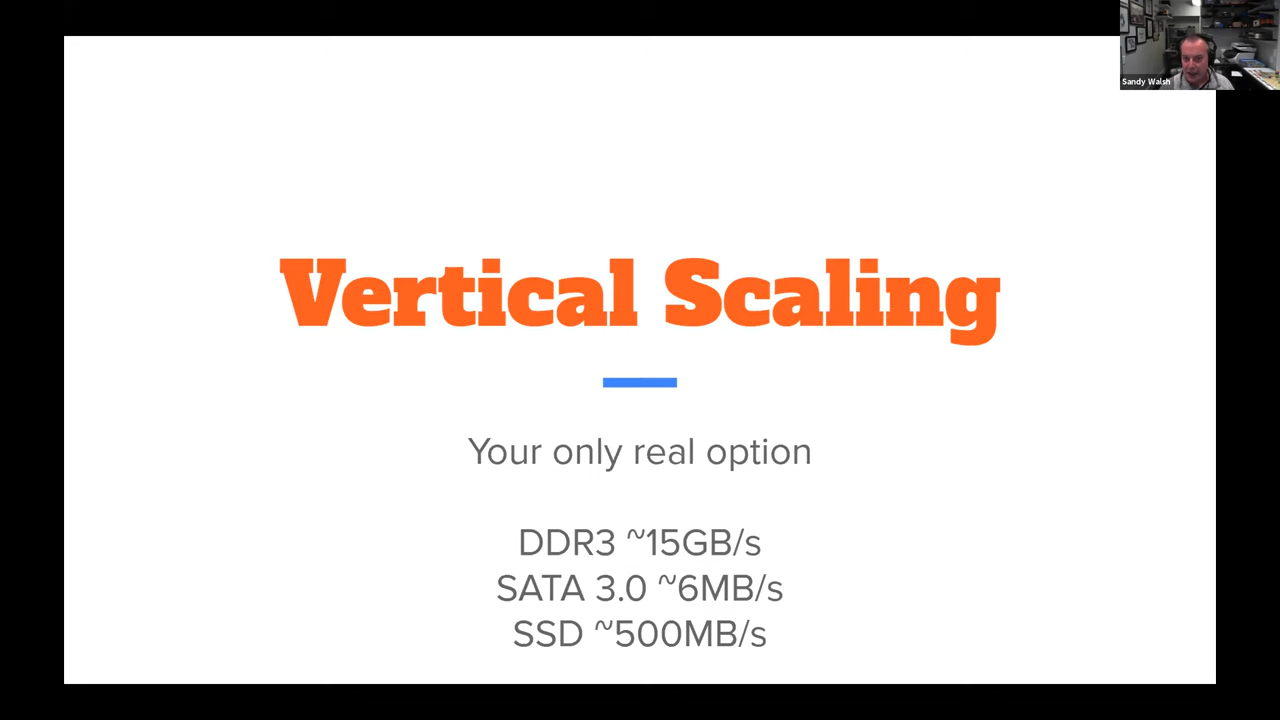 Sandy Walsh
Vertical Scaling
Your only real option
DDR3 ~15GB/s
SATA 3.0 ~6MB/s
SSD ~500MB/s